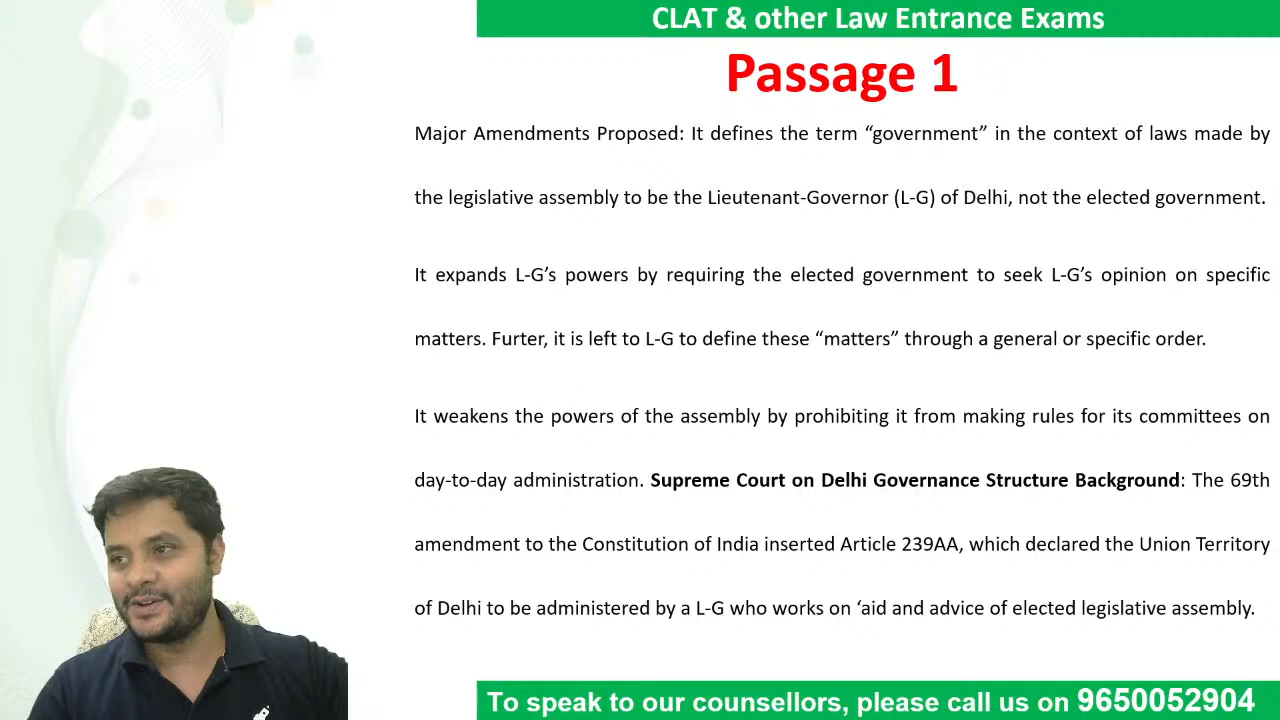 CLAT & other Law Entrance Exams
Passage 1
Major Amendments Proposed: It defines the term “government” in the context of laws made by
the legislative assembly to be the Lieutenant-Governor (L-G) of Delhi, not the elected government.
It expands L-G’s powers by requiring the elected government to seek L-G’s opinion on specific
matters. Furter, it is left to L-G to define these “matters” through a general or specific order.
It weakens the powers of the assembly by prohibiting it from making rules for its committees on
day-to-day administration. Supreme Court on Delhi Governance Structure Background: The 69th
amendment to the Constitution of India inserted Article 239AA, which declared the Union Territory
of Delhi to be administered by a L-G who works on ‘aid and advice of elected legislative assembly.
To speak to our counsellors, please call us on 9650052904